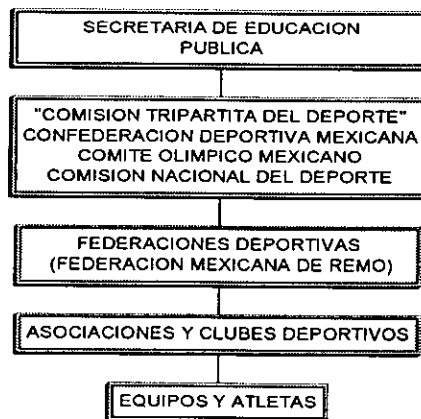 SECRETARIA DE EDUCACION
PUBLICA
"COMISION TRIPARTITA DEL DEPORTE"
CONFEDERACION DEPORTIVA MEXICANA
COMITE OLIMPICO MEXICANO
COMISION NACIONAL DEL DEPORTE
FEDERACIONES DEPORTIVAS
(FEDERACION MEXICANA DE REMO)
ASOCIACIONES Y CLUBES DEPORTIVOS
EQUIPOS Y ATLETAS